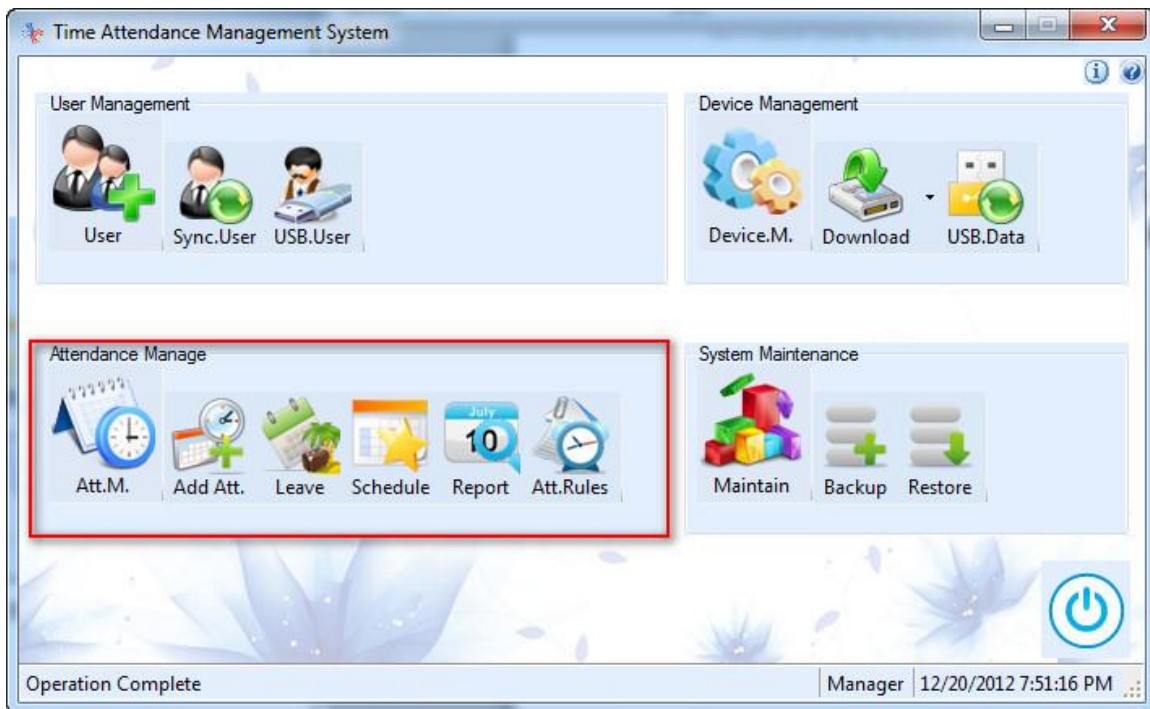 Time Attendance Management System
User Management
User
Sync.User
USB.User
Device Management
Device.M.
Download
USB.Data
Attendance Manage
Att.M.
Add Att.
Leave
Schedule
July
10
Report
Att.Rules
System Maintenance
Maintain
Backup
Restore
Operation Complete
Manager
12/20/2012 7:51:16 PM